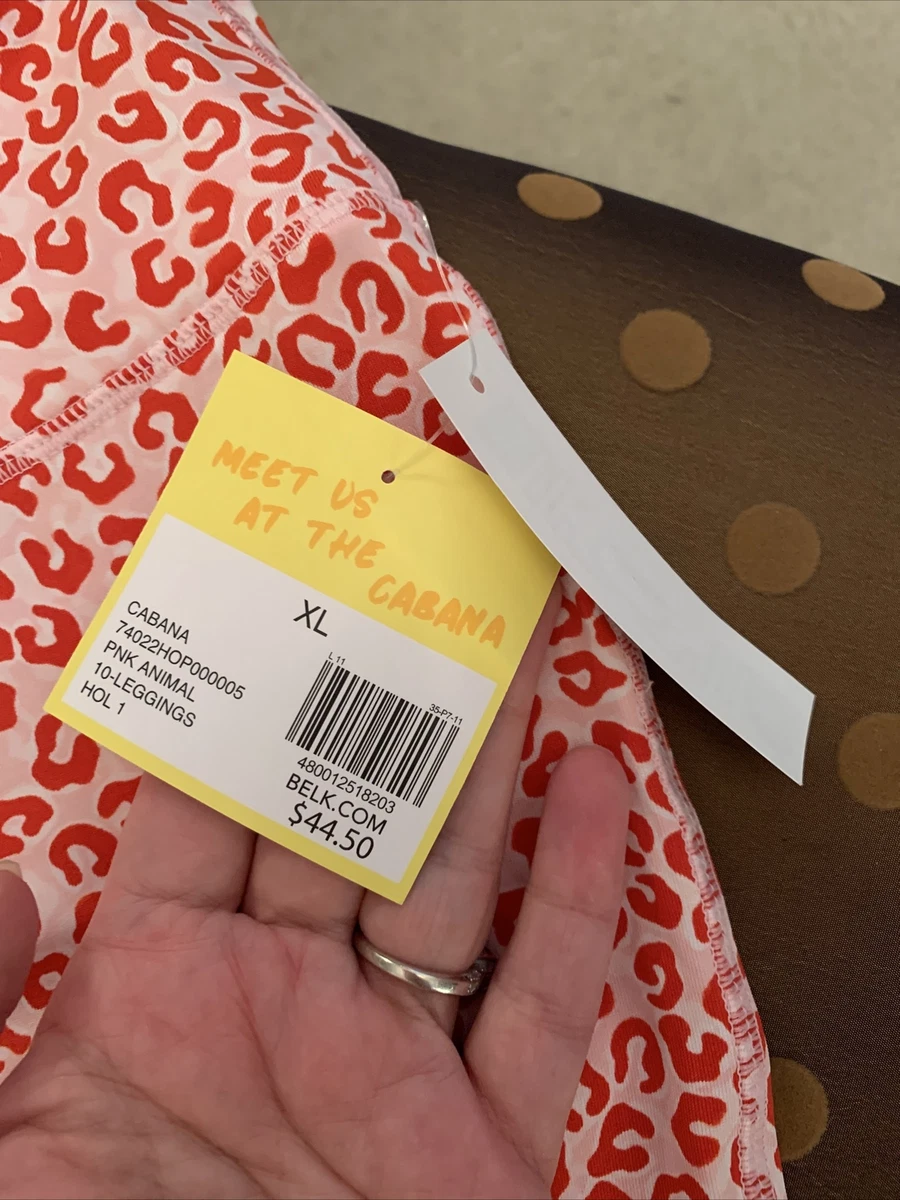 MEET US
AT THE
CABANA
XL
CABANA
74022HOP000005
PNK ANIMAL
10-LEGGINGS
HOL 1
L 11
35-P7-11
480012518203
BELK.COM
$44.50